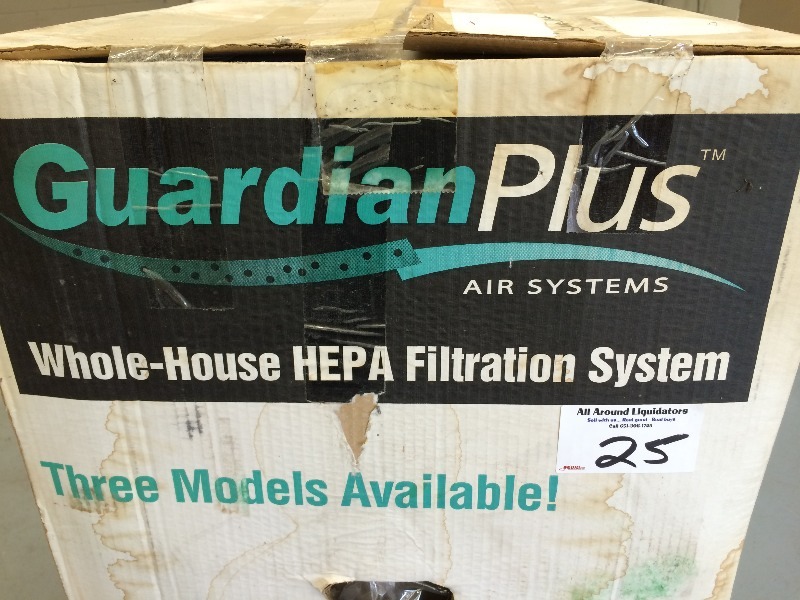 GuardianPlus™
AIR SYSTEMS
Whole-House HEPA Filtration System
All Around Liquidators
25
Three Models Available!